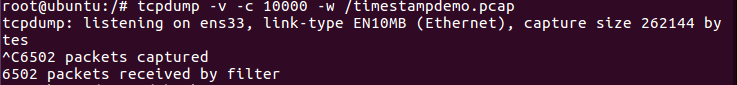 root@ubuntu:/# tcpdump -v -c 10000 -w /timestampdemo.pcap
tcpdump: listening on ens33, link-type EN10MB (Ethernet), capture size 262144 by
tes
^C6502 packets captured
6502 packets received by filter